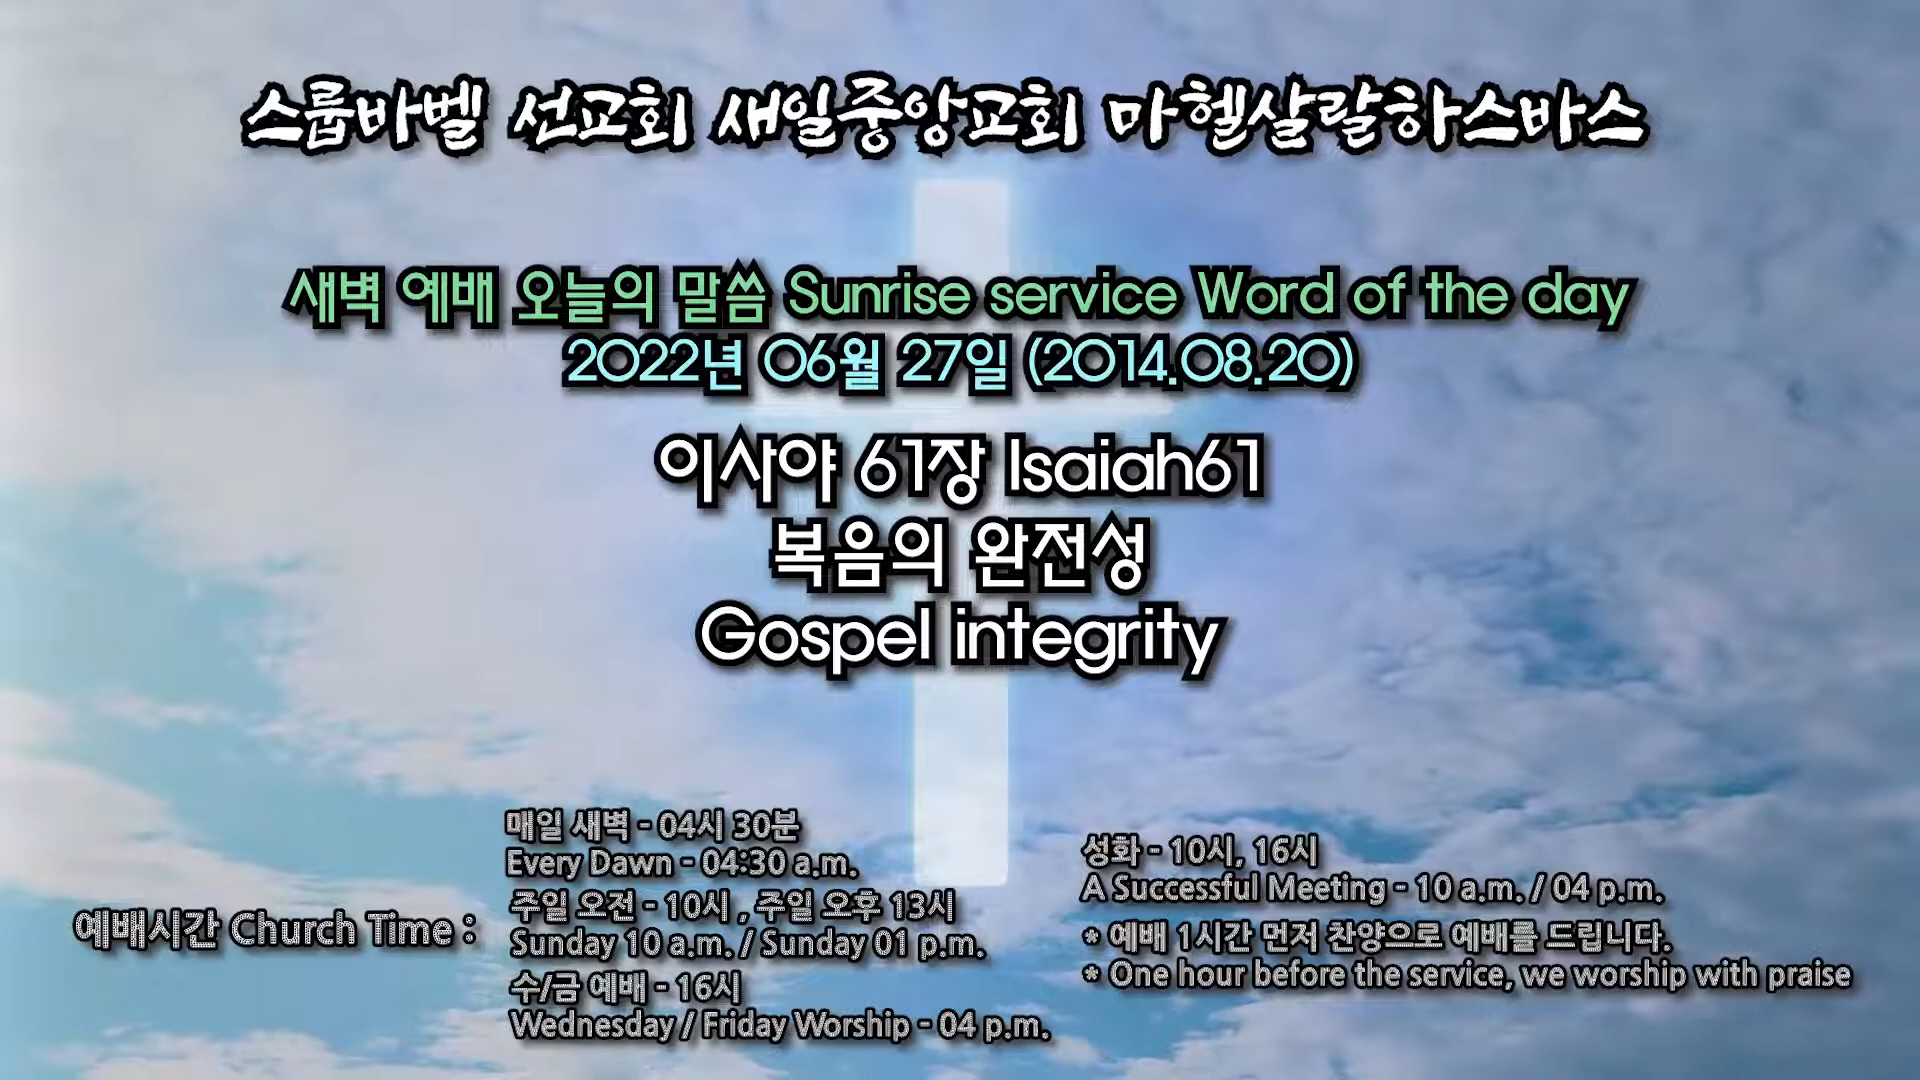 스룹바벨 선교회 새일중앙교회 마헬살랄하스바스
새벽 예배 오늘의 말씀 Sunrise service Word of the day
2022년 06월 27일 (2014.08.20)
이사야 61장 Isaiah61
복음의 완전성
Gospel integrity
예배시간 Church Time :
매일 새벽 - 04시 30분
Every Dawn - 04:30 a.m.
주일 오전 - 10시 , 주일 오후 13시
Sunday 10 a.m. / Sunday 01 p.m.
수/금 예배 - 16시
Wednesday / Friday Worship - 04 p.m.
성화 - 10시, 16시
A Successful Meeting - 10 a.m. / 04 p.m.
* 예배 1시간 먼저 찬양으로 예배를 드립니다.
* One hour before the service, we worship with praise